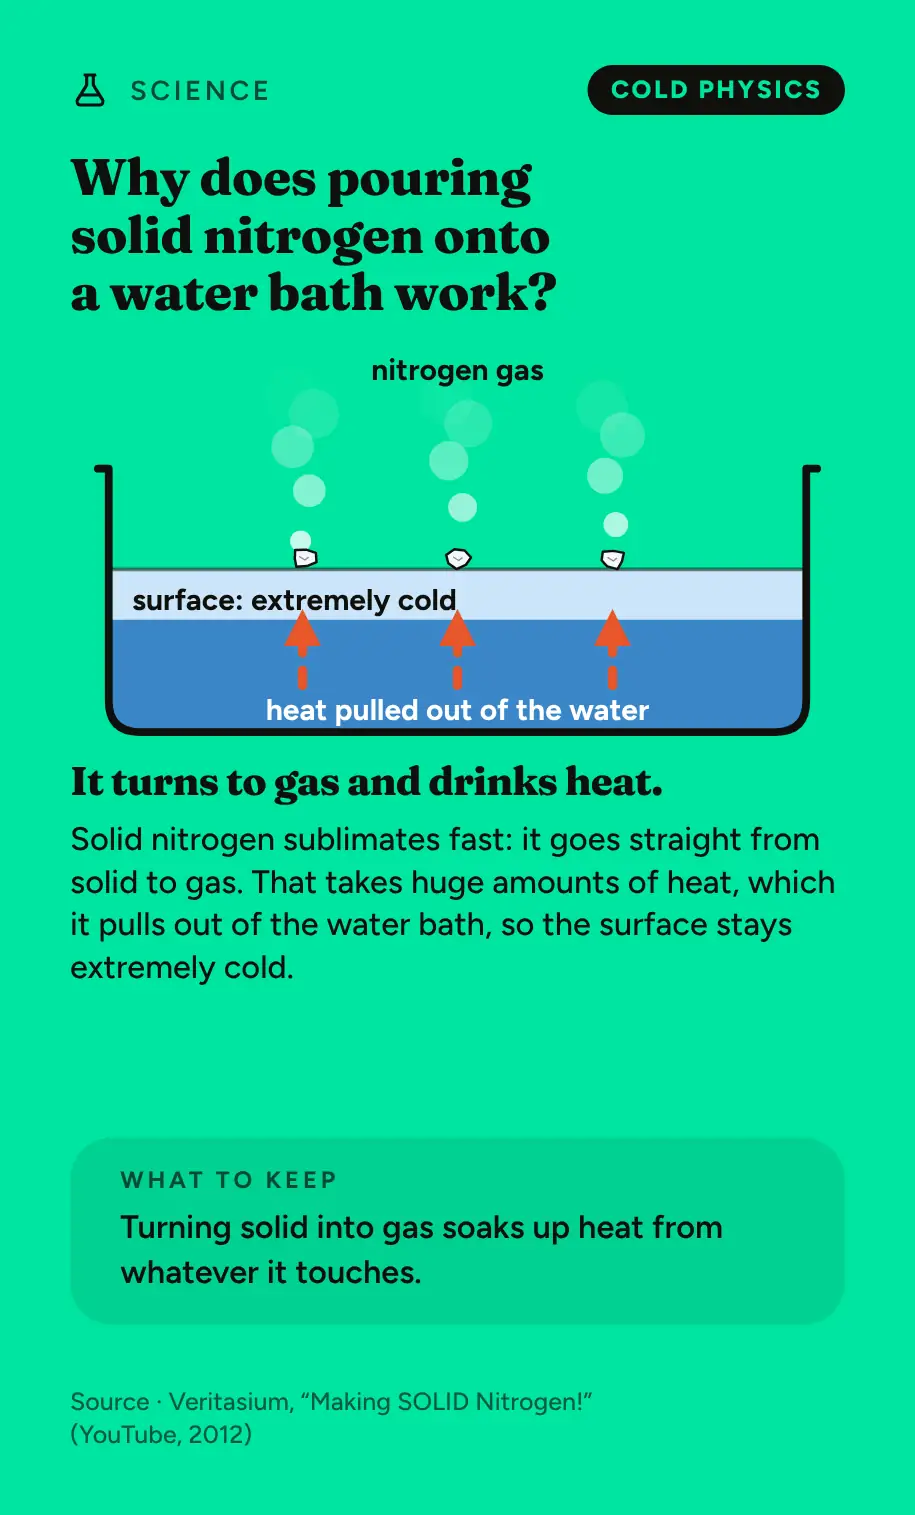 SCIENCE
COLD PHYSICS
Why does pouring
solid nitrogen onto
a water bath work?
nitrogen gas
surface: extremely cold
heat pulled out of the water
It turns to gas and drinks heat.
Solid nitrogen sublimates fast: it goes straight from
solid to gas. That takes huge amounts of heat, which
it pulls out of the water bath, so the surface stays
extremely cold.
WHAT TO KEEP
Turning solid into gas soaks up heat from
whatever it touches.
Source · Veritasium, “Making SOLID Nitrogen!”
(YouTube, 2012)